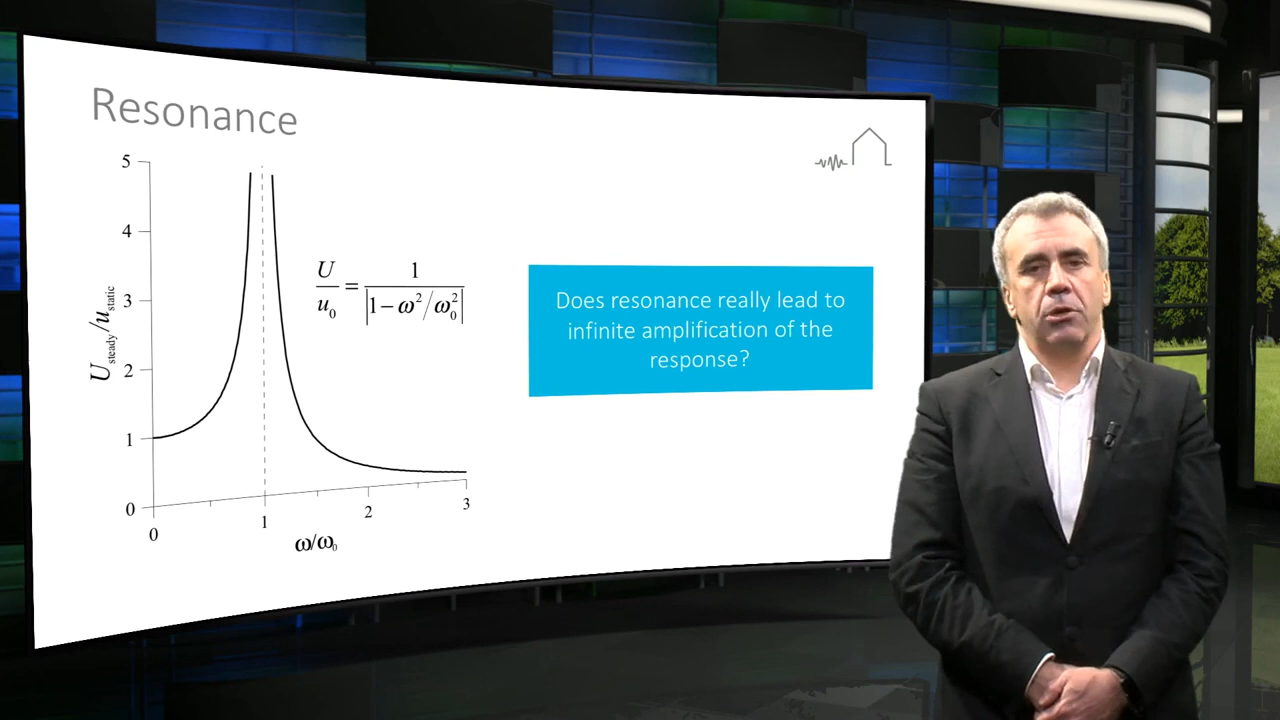 Resonance
5
4
3
2
1
0
U_steady/u_static
0
1
2
3
ω/ω₀
U/u₀ = 1/|1−ω²/ω₀²|
Does resonance really lead to
infinite amplification of the
response?